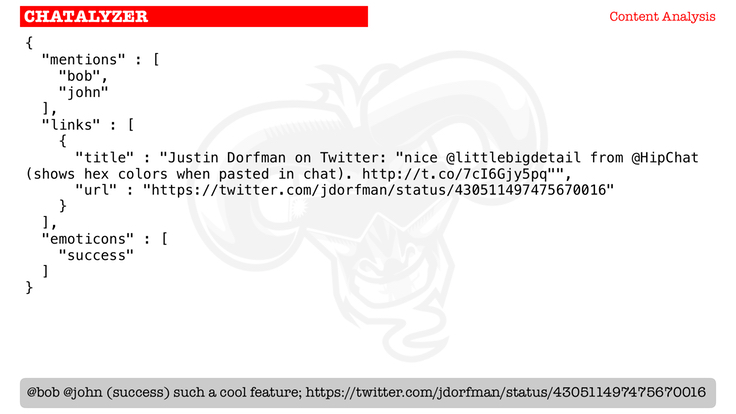 CHATALYZER
Content Analysis
{
"mentions" : [
"bob",
"john"
],
"links" : [
{
"title" : "Justin Dorfman on Twitter: "nice @littlebigdetail from @HipChat
(shows hex colors when pasted in chat). http://t.co/7cI6Gjy5pq"",
"url" : "https://twitter.com/jdorfman/status/430511497475670016"
}
],
"emoticons" : [
"success"
]
}
@bob @john (success) such a cool feature; https://twitter.com/jdorfman/status/430511497475670016